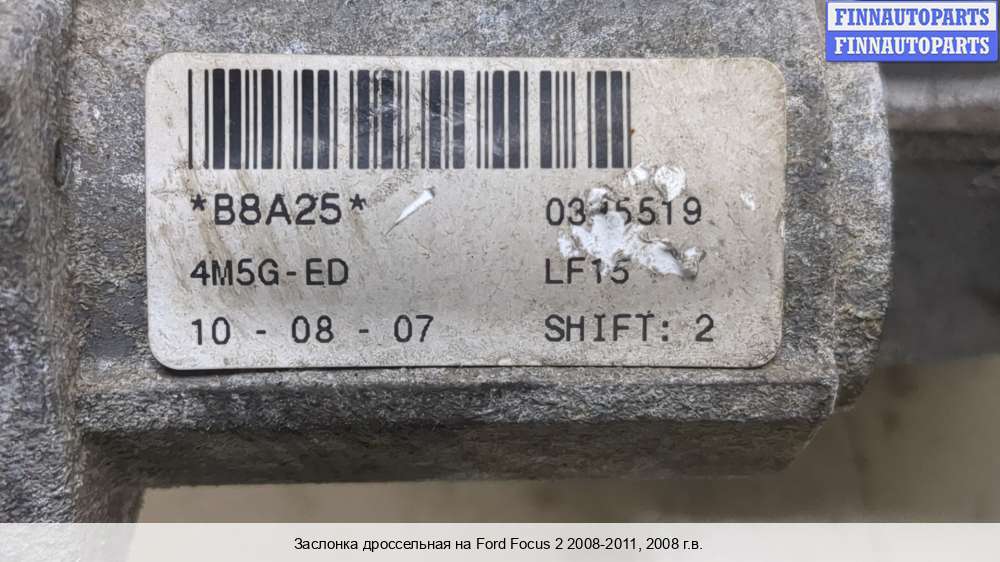 FINNAUTOPARTS
FINNAUTOPARTS
*B8A25*
4M5G-ED LF15
10 - 08 - 07 SHIFT: 2
Заслонка дроссельная на Ford Focus 2 2008-2011, 2008 г.в.